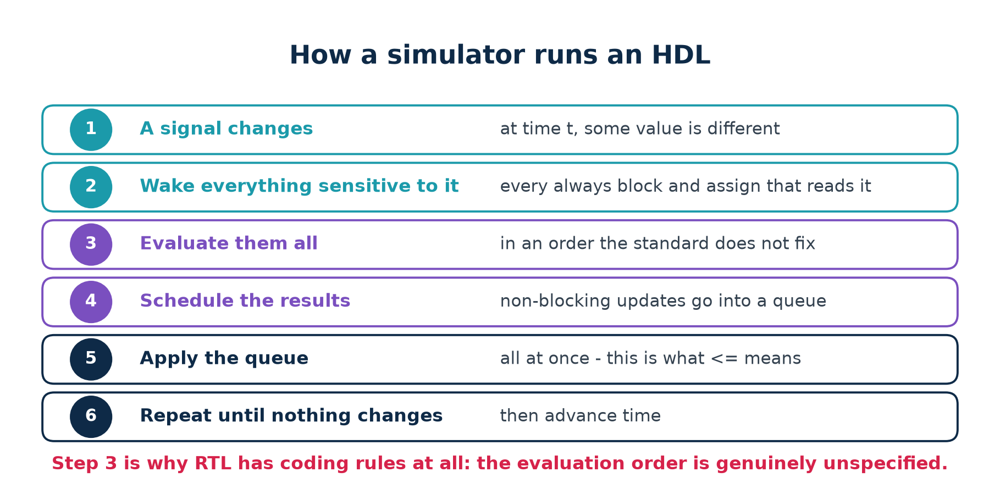 How a simulator runs an HDL
1 A signal changes at time t, some value is different
2 Wake everything sensitive to it every always block and assign that reads it
3 Evaluate them all in an order the standard does not fix
4 Schedule the results non-blocking updates go into a queue
5 Apply the queue all at once - this is what <= means
6 Repeat until nothing changes then advance time
Step 3 is why RTL has coding rules at all: the evaluation order is genuinely unspecified.